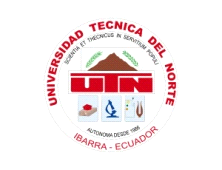 UNIVERSIDAD TECNICA DEL NORTE
SCIENTIA ET THECNICUS IN SERVITIUM POPULI
UTN
AUTONOMA DESDE 1986
IBARRA - ECUADOR